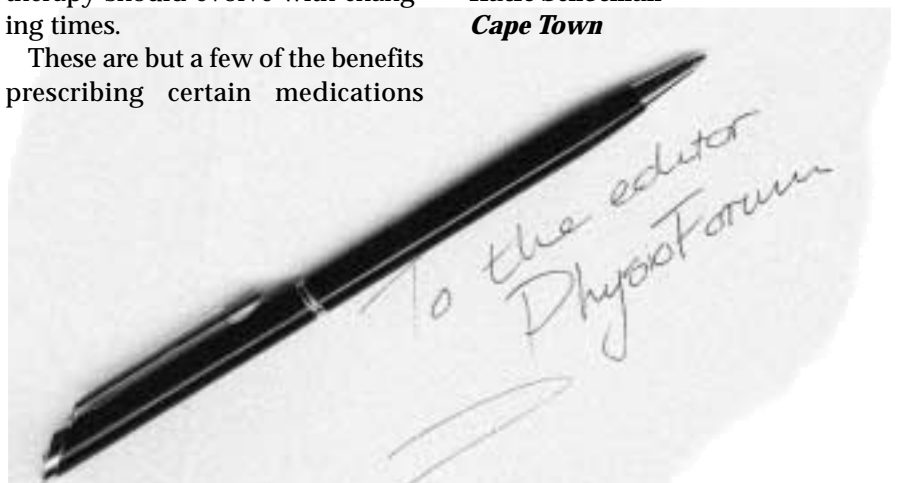 therapy should evolve with chang-
ing times.
These are but a few of the benefits
prescribing certain medications
Cape Town
To the editor
PhysioForum